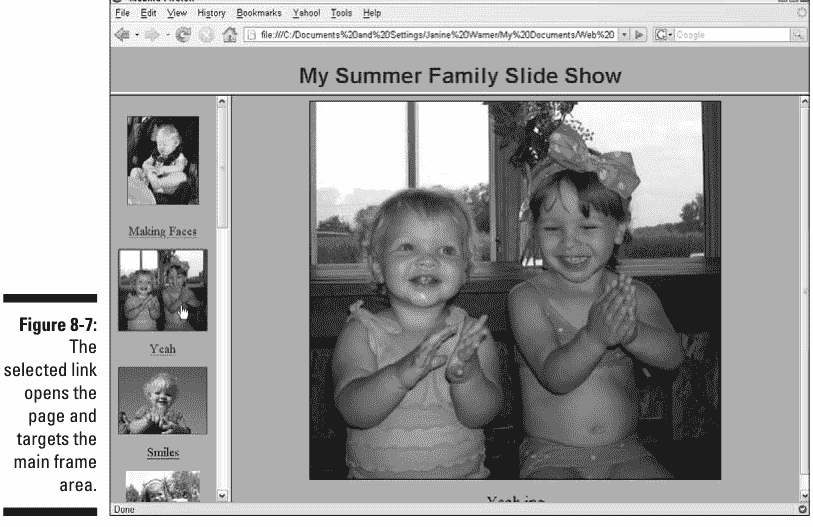 File Edit View History Bookmarks Yahoo! Tools Help
file:///C:/Documents%20and%20Settings/Janine%20Warner/My%20Documents/Web%20
Google
My Summer Family Slide Show
Making Faces
Yeah
Smiles
Figure 8-7:
The
selected link
opens the
page and
targets the
main frame
area.
Done